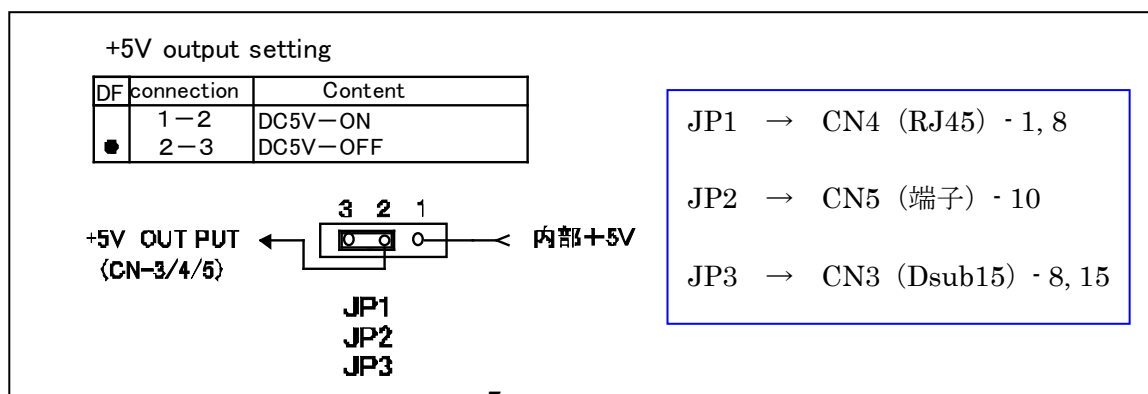 +5V output setting
DF connection Content
1－2 DC5V－ON
● 2－3 DC5V－OFF
JP1 → CN4（RJ45）- 1, 8
JP2 → CN5（端子）- 10
JP3 → CN3（Dsub15）- 8, 15
3 2 1
+5V OUT PUT
(CN-3/4/5)
内部＋5V
JP1
JP2
JP3